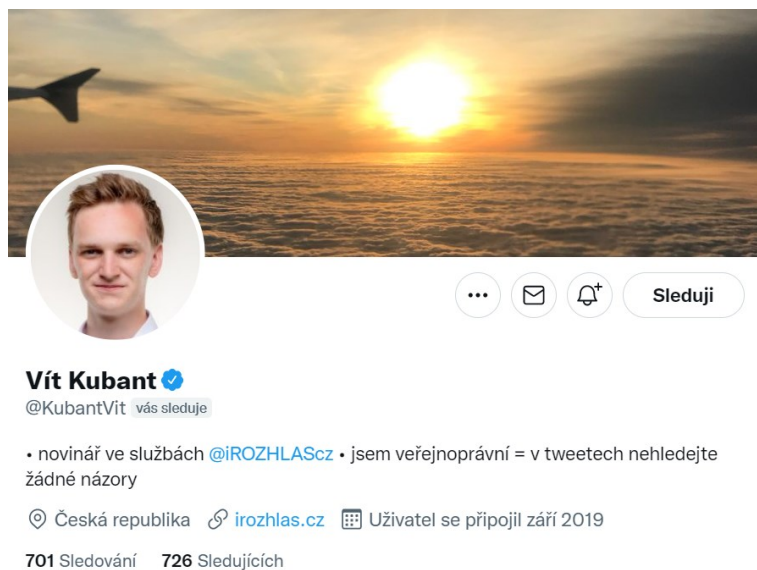 Sleduji
Vít Kubant
@KubantVit vás sleduje
• novinář ve službách @iROZHLAScz • jsem veřejnoprávní = v tweetech nehledejte
žádné názory
Česká republika irozhlas.cz Uživatel se připojil září 2019
701 Sledování 726 Sledujících